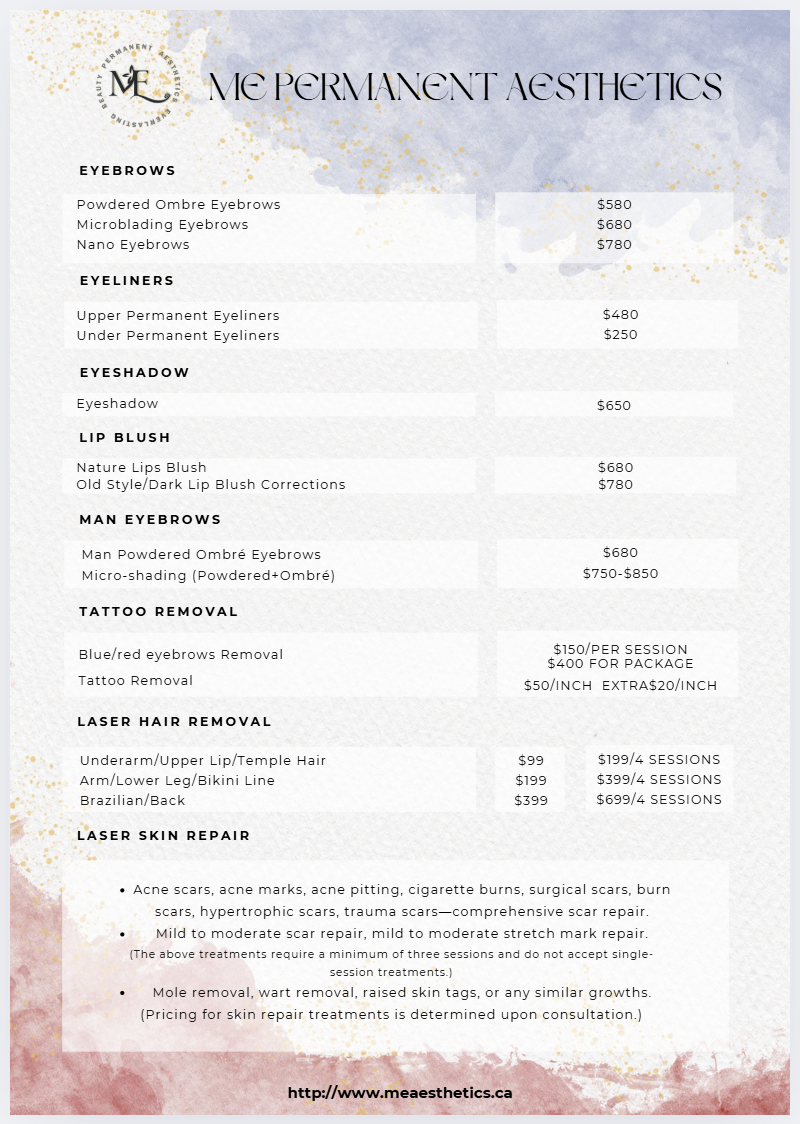 PERMANENT AESTHETICS
BEAUTY EVERLASTING
ME
ME PERMANENT AESTHETICS
EYEBROWS
Powdered Ombre Eyebrows $580
Microblading Eyebrows $680
Nano Eyebrows $780
EYELINERS
Upper Permanent Eyeliners $480
Under Permanent Eyeliners $250
EYESHADOW
Eyeshadow $650
LIP BLUSH
Nature Lips Blush $680
Old Style/Dark Lip Blush Corrections $780
MAN EYEBROWS
Man Powdered Ombré Eyebrows $680
Micro-shading (Powdered+Ombré) $750-$850
TATTOO REMOVAL
Blue/red eyebrows Removal $150/PER SESSION
$400 FOR PACKAGE
Tattoo Removal $50/INCH EXTRA$20/INCH
LASER HAIR REMOVAL
Underarm/Upper Lip/Temple Hair $99 $199/4 SESSIONS
Arm/Lower Leg/Bikini Line $199 $399/4 SESSIONS
Brazilian/Back $399 $699/4 SESSIONS
LASER SKIN REPAIR
• Acne scars, acne marks, acne pitting, cigarette burns, surgical scars, burn
scars, hypertrophic scars, trauma scars—comprehensive scar repair.
• Mild to moderate scar repair, mild to moderate stretch mark repair.
(The above treatments require a minimum of three sessions and do not accept single-
session treatments.)
• Mole removal, wart removal, raised skin tags, or any similar growths.
(Pricing for skin repair treatments is determined upon consultation.)
http://www.meaesthetics.ca